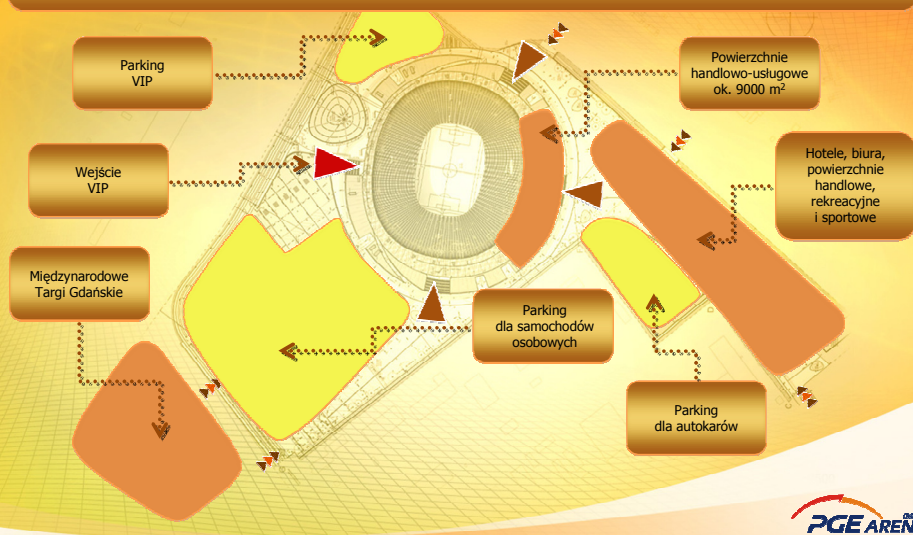 Parking
VIP
Powierzchnie
handlowo-usługowe
ok. 9000 m²
Wejście
VIP
Hotele, biura,
powierzchnie
handlowe,
rekreacyjne
i sportowe
Międzynarodowe
Targi Gdańskie
Parking
dla samochodów
osobowych
Parking
dla autokarów
PGE